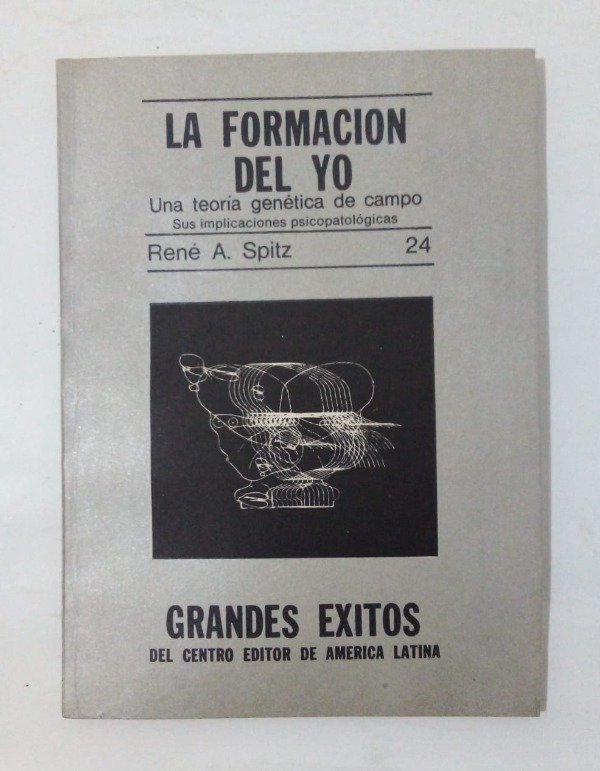 LA FORMACION
DEL YO
Una teoría genética de campo
Sus implicaciones psicopatológicas
René A. Spitz 24
GRANDES EXITOS
DEL CENTRO EDITOR DE AMERICA LATINA